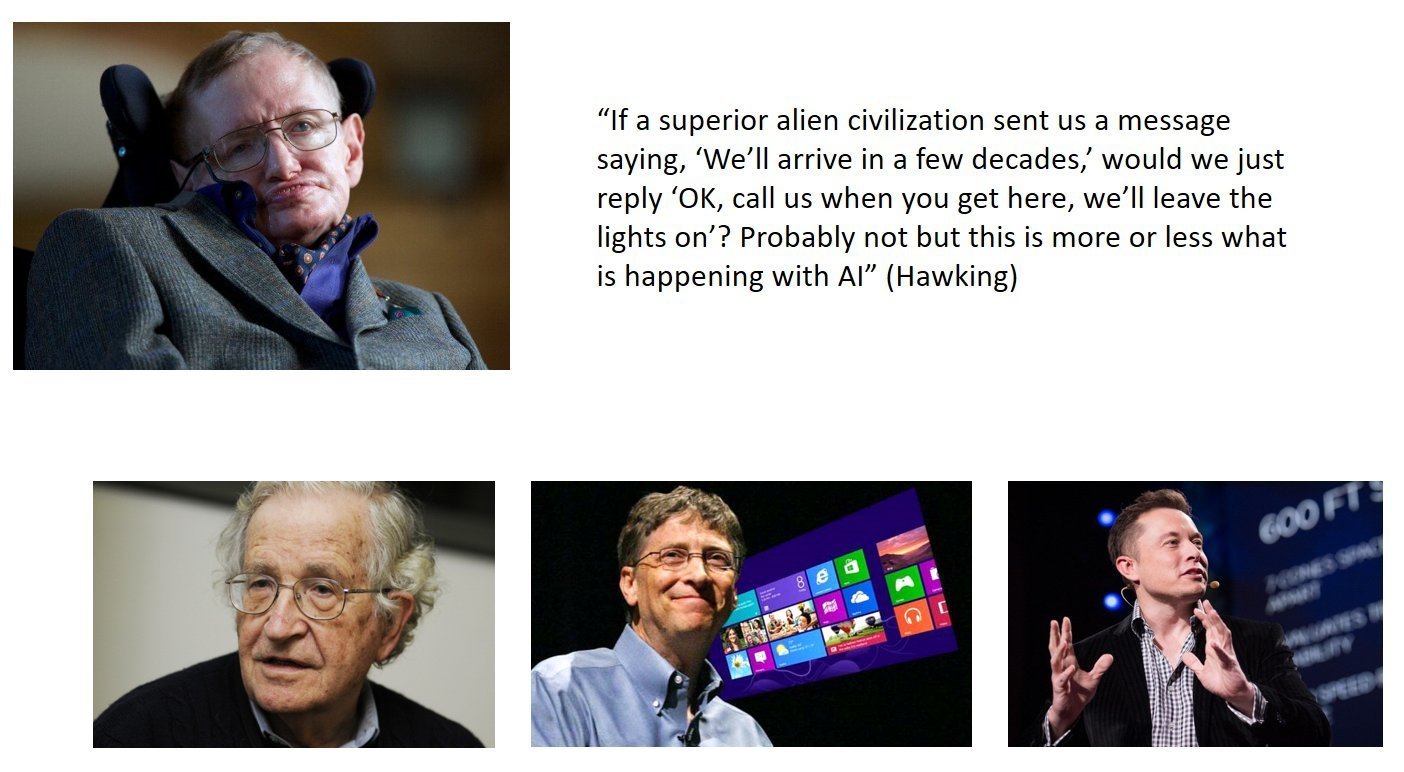 “If a superior alien civilization sent us a message
saying, ‘We’ll arrive in a few decades,’ would we just
reply ‘OK, call us when you get here, we’ll leave the
lights on’? Probably not but this is more or less what
is happening with AI” (Hawking)
8
600 FT